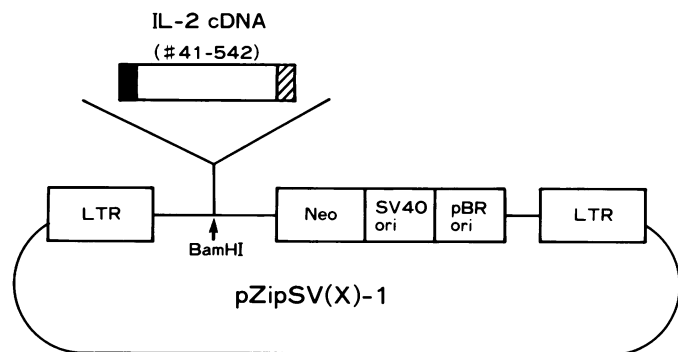 IL-2 cDNA
(#41-542)
LTR
Neo
SV40
ori
pBR
ori
LTR
BamHI
pZipSV(X)-1